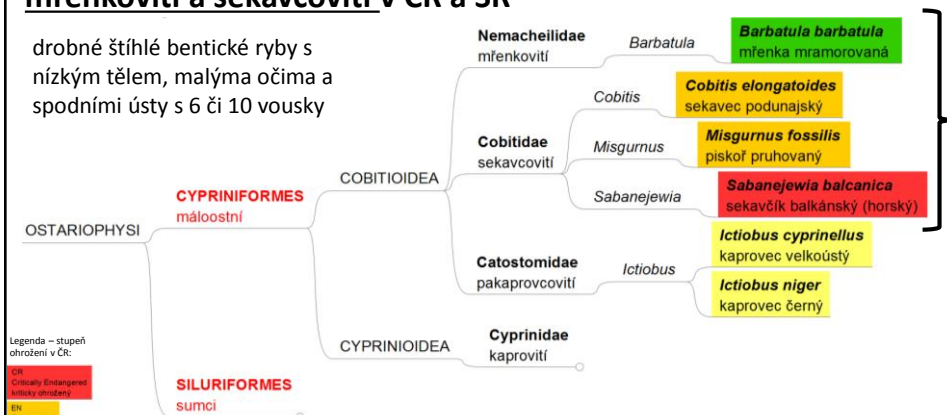 mřenkovití a sekavcovití v ČR a SR
drobné štíhlé bentické ryby s
nízkým tělem, malýma očima a
spodními ústy s 6 či 10 vousky
OSTARIOPHYSI
CYPRINIFORMES
máloostní
SILURIFORMES
sumci
COBITIOIDEA
CYPRINIOIDEA
Nemacheilidae
mřenkovití
Cobitidae
sekavcovití
Catostomidae
pakaprovcovití
Cyprinidae
kaprovití
Barbatula
Cobitis
Misgurnus
Sabanejewia
Ictiobus
Barbatula barbatula
mřenka mramorovaná
Cobitis elongatoides
sekavec podunajský
Misgurnus fossilis
piskoř pruhovaný
Sabanejewia balcanica
sekavčík balkánský (horský)
Ictiobus cyprinellus
kaprovec velkoústý
Ictiobus niger
kaprovec černý
Legenda – stupeň
ohrožení v ČR:
CR
Critically Endangered
kriticky ohrožený
EN